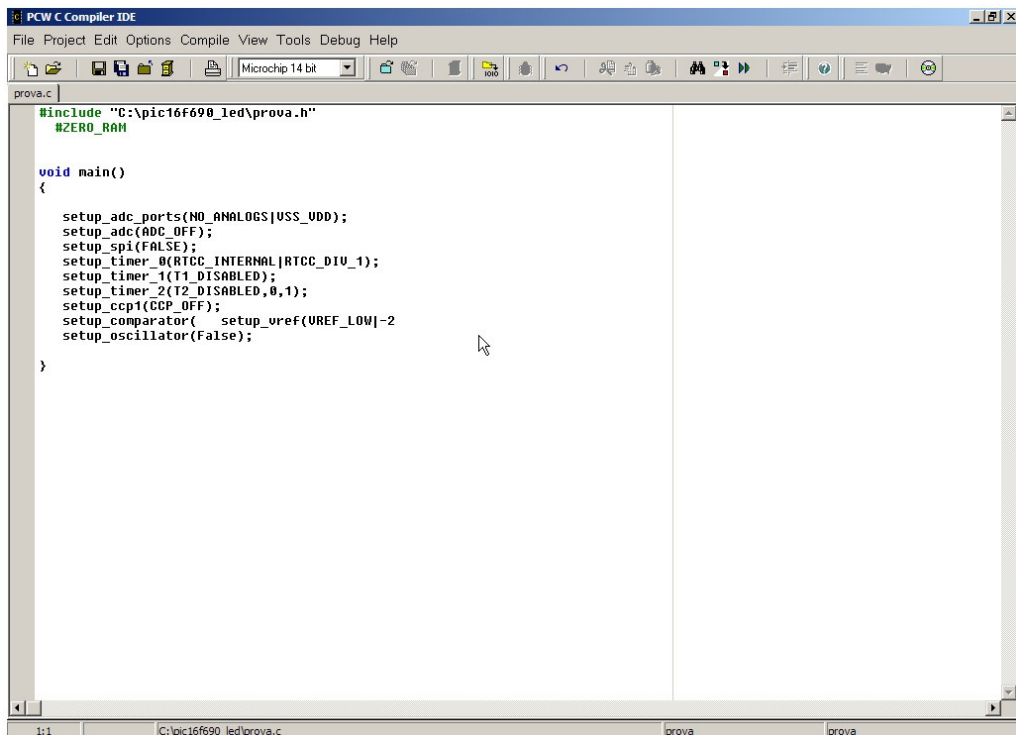 PCW C Compiler IDE
File Project Edit Options Compile View Tools Debug Help
Microchip 14 bit
prova.c
#include "C:\pic16f690_led\prova.h"
#ZERO_RAM
void main()
{
setup_adc_ports(NO_ANALOGS|VSS_VDD);
setup_adc(ADC_OFF);
setup_spi(FALSE);
setup_timer_0(RTCC_INTERNAL|RTCC_DIV_1);
setup_timer_1(T1_DISABLED);
setup_timer_2(T2_DISABLED,0,1);
setup_ccp1(CCP_OFF);
setup_comparator(   setup_vref(VREF_LOW|-2
setup_oscillator(False);
}
1:1 C:\pic16f690_led\prova.c prova prova